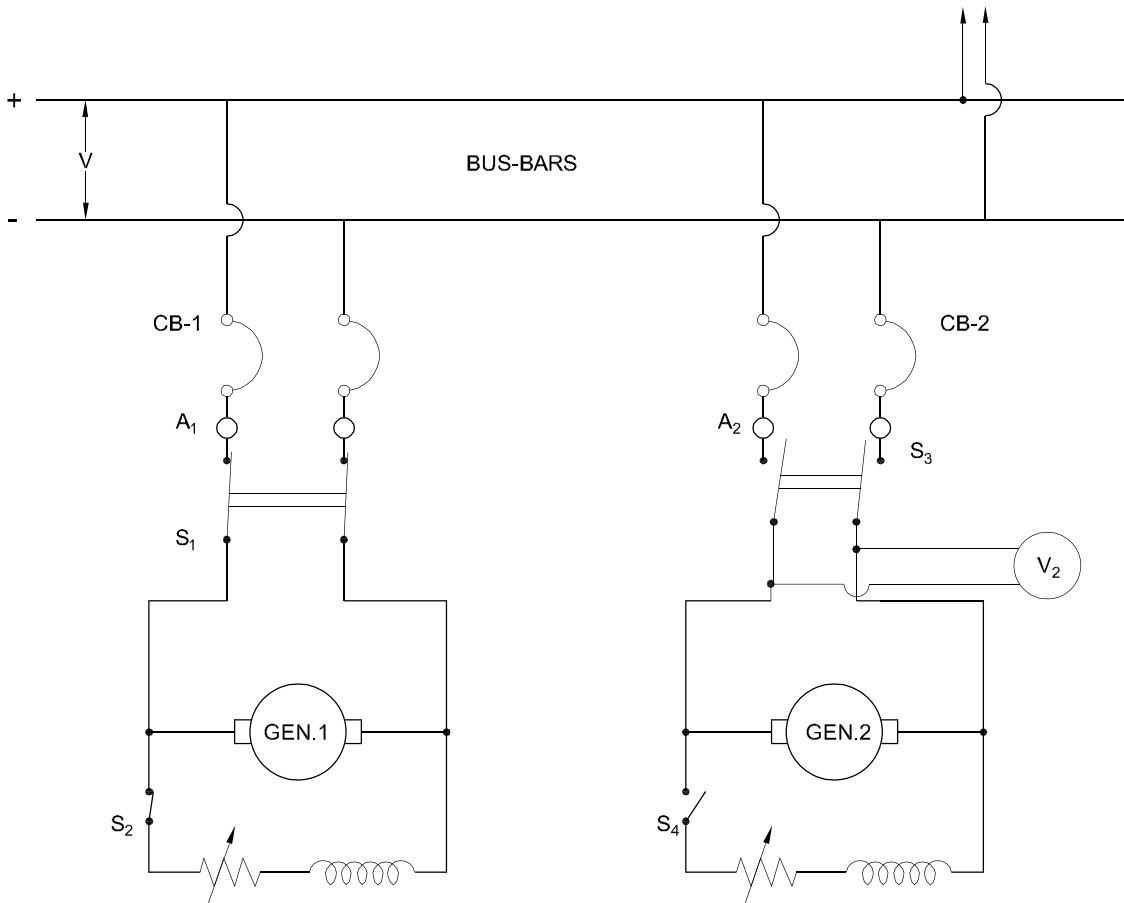 +
V
BUS-BARS
-
CB-1
CB-2
A₁
A₂
S₃
S₁
V₂
GEN.1
GEN.2
S₂
S₄